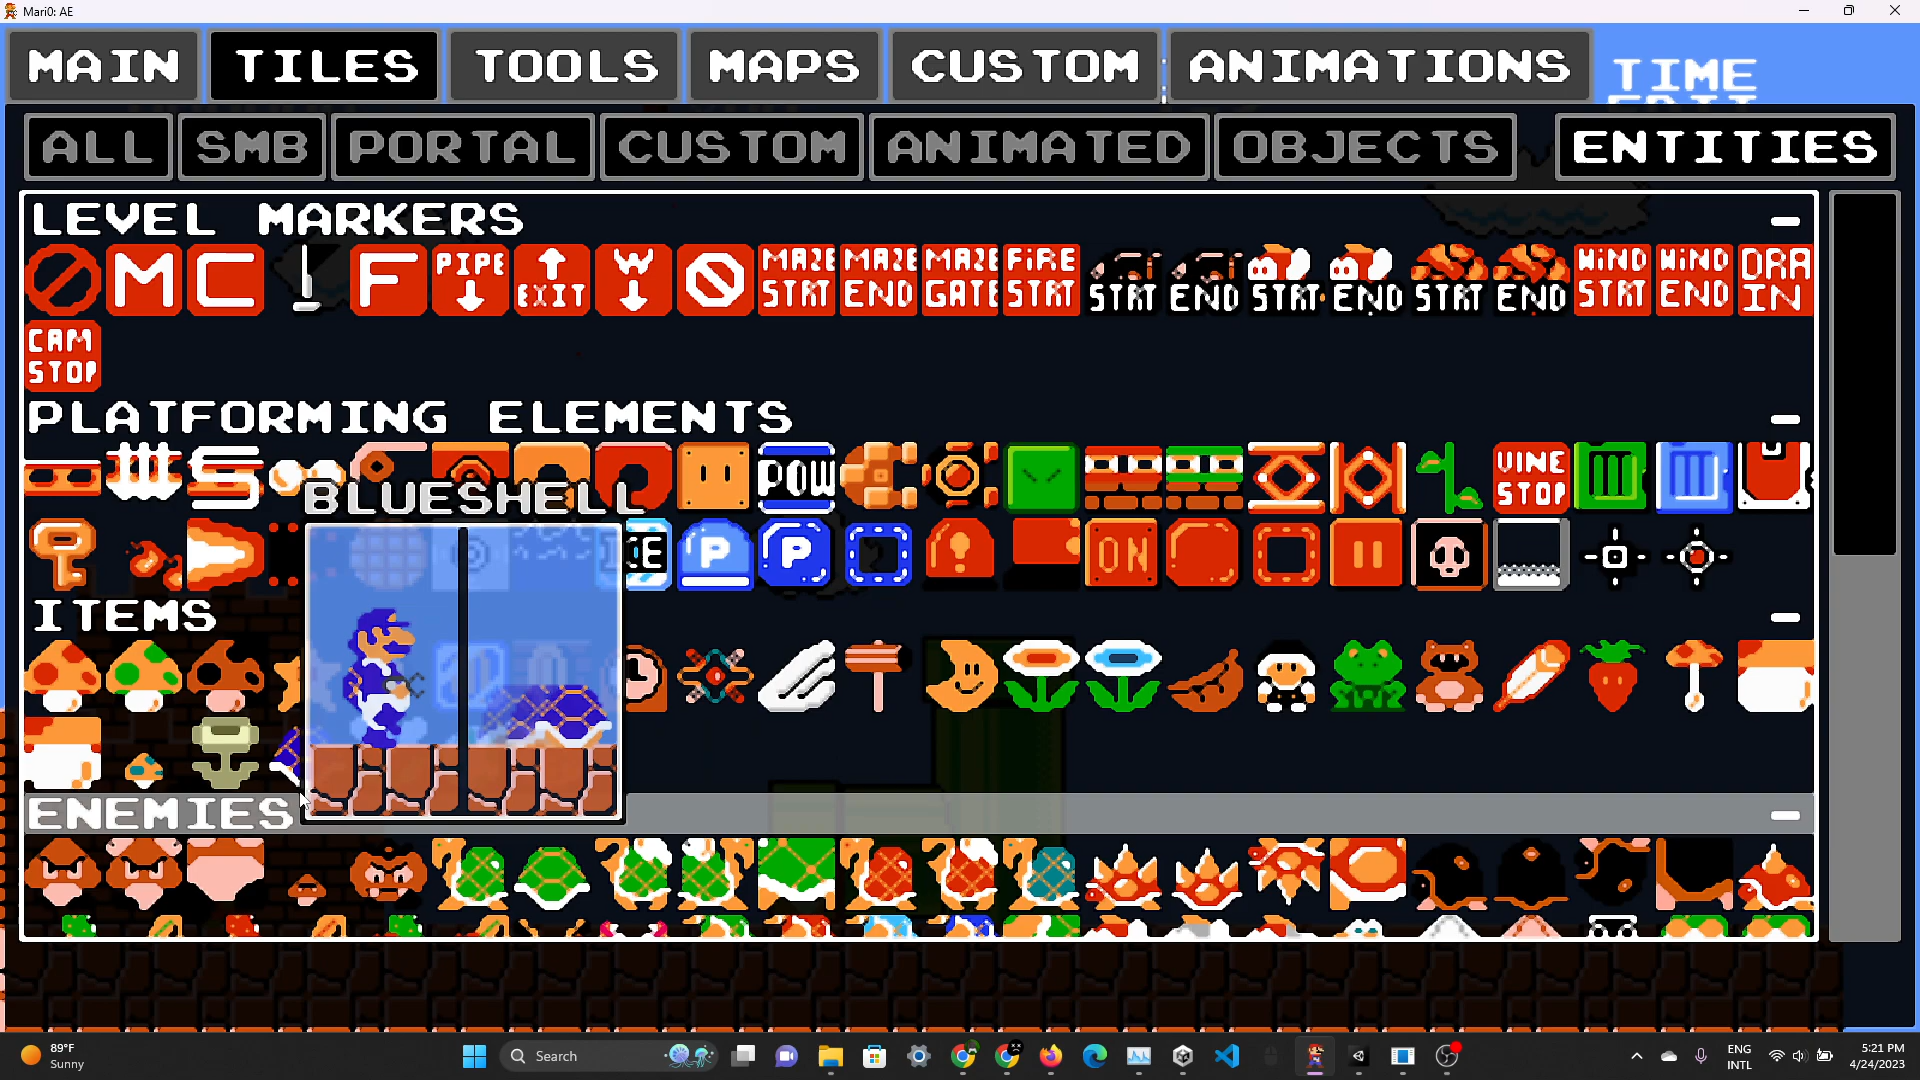 Mari0: AE
MAIN TILES TOOLS MAPS CUSTOM ANIMATIONS TIME
ALL SMB PORTAL CUSTOM ANIMATED OBJECTS ENTITIES
LEVEL MARKERS
M C F PIPE EXIT MAZE STRT MAZE END MAZE GATE FIRE STRT STRT END STRT END STRT END WIND STRT WIND END DRA IN
CAM STOP
PLATFORMING ELEMENTS
S POW VINE STOP
BLUESHELL
P P ! ON
ITEMS
ENEMIES
89°F
Sunny
Search
ENG
INTL
5:21 PM
4/24/2023